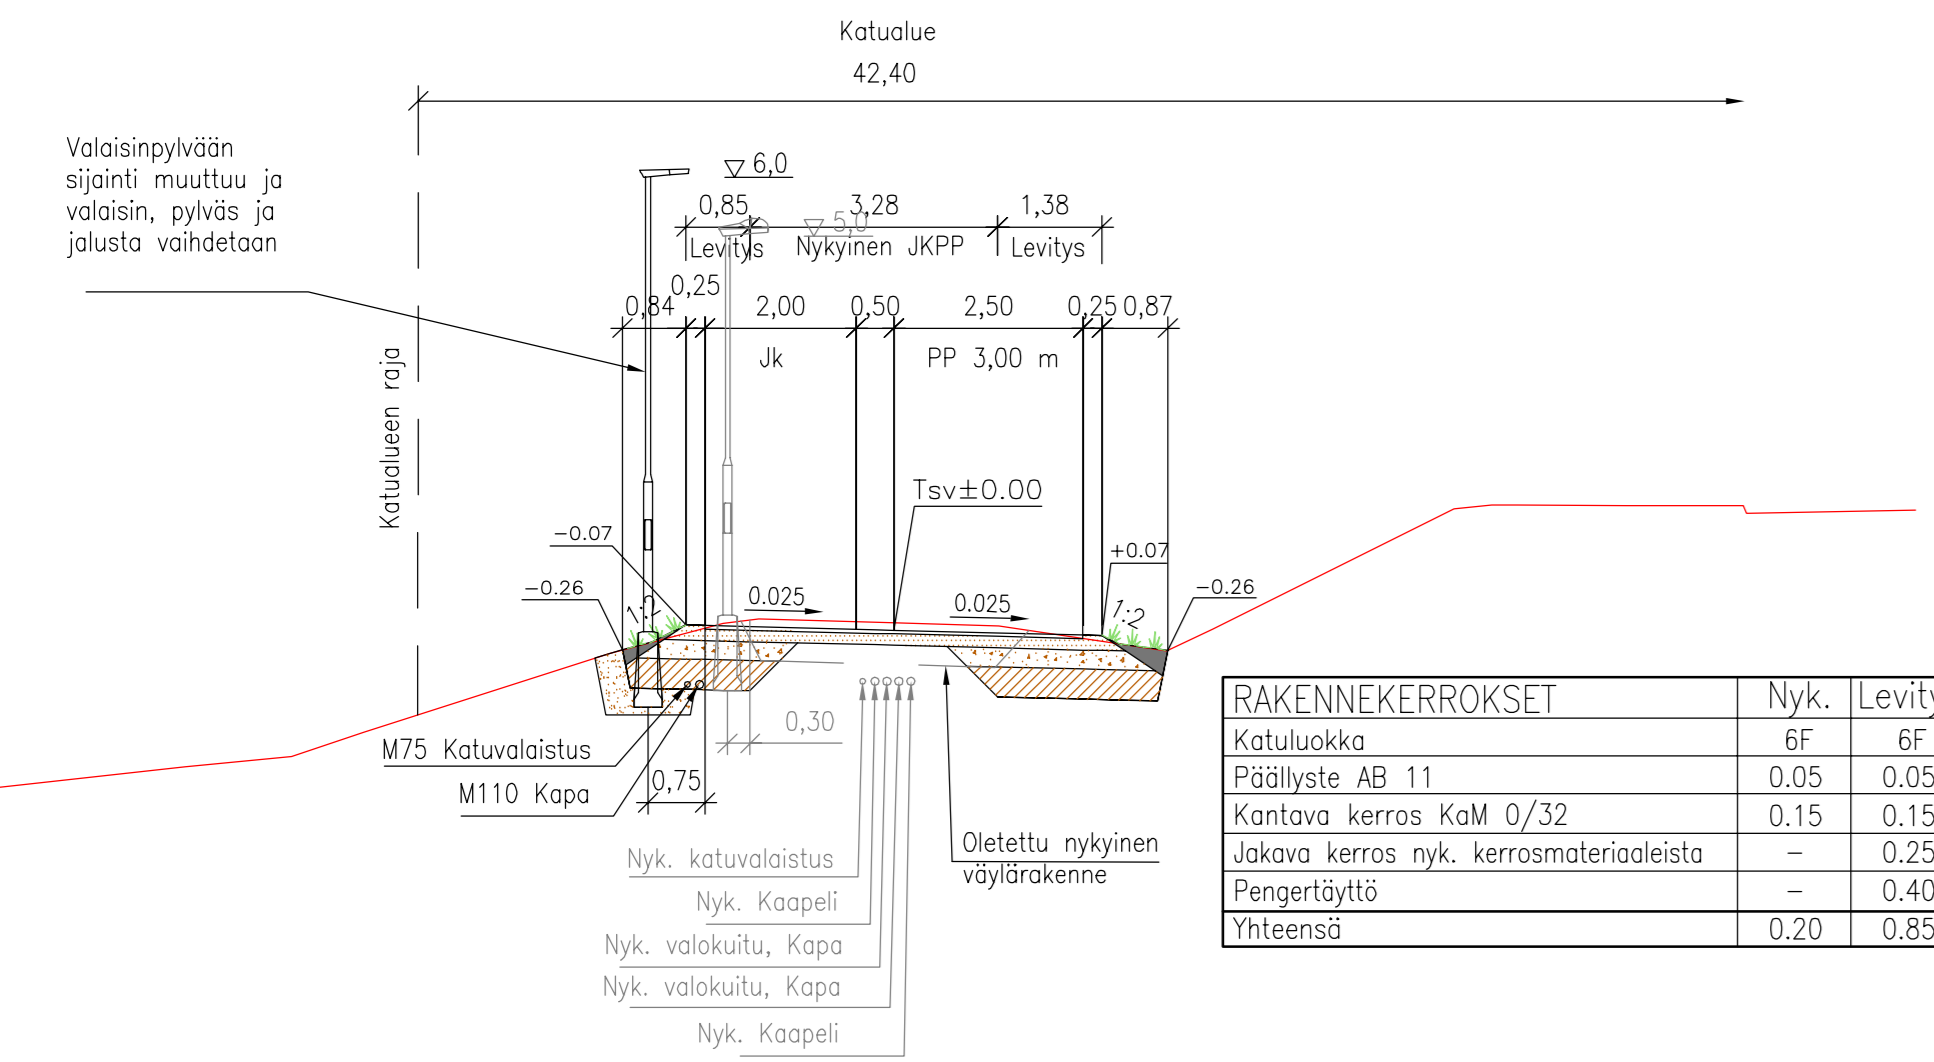 Katualue
42,40
Valaisinpylvään
sijainti muuttuu ja
valaisin, pylväs ja
jalusta vaihdetaan
6,0
0,85 3,28 1,38
5,0
Levitys Nykyinen JKPP Levitys
0,25
0,84 2,00 0,50 2,50 0,25 0,87
Jk PP 3,00 m
Katualueen raja
Tsv±0.00
-0.07
+0.07
-0.26
-0.26
1:2
0.025
0.025
1:2
0,30
M75 Katuvalaistus
0,75
M110 Kapa
Oletettu nykyinen
väylärakenne
Nyk. katuvalaistus
Nyk. Kaapeli
Nyk. valokuitu, Kapa
Nyk. valokuitu, Kapa
Nyk. Kaapeli
RAKENNEKERROKSET Nyk. Levity
Katuluokka 6F 6F
Päällyste AB 11 0.05 0.05
Kantava kerros KaM 0/32 0.15 0.15
Jakava kerros nyk. kerrosmateriaaleista - 0.25
Pengertäyttö - 0.40
Yhteensä 0.20 0.85